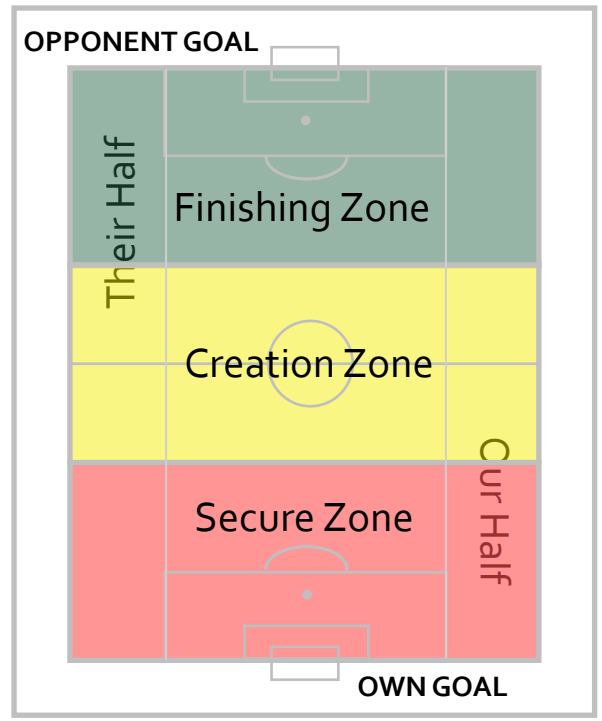 OPPONENT GOAL
Their Half
Finishing Zone
Creation Zone
Our Half
Secure Zone
OWN GOAL